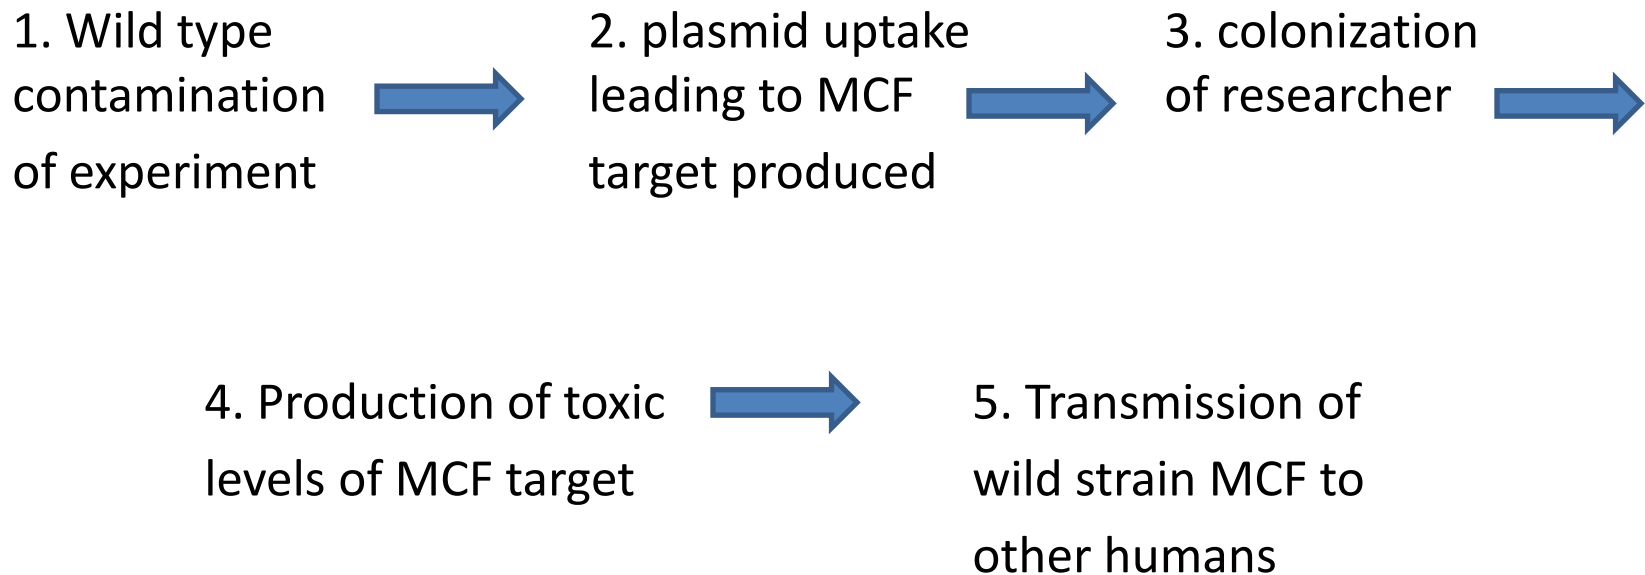 1. Wild type
contamination
of experiment
2. plasmid uptake
leading to MCF
target produced
3. colonization
of researcher
4. Production of toxic
levels of MCF target
5. Transmission of
wild strain MCF to
other humans